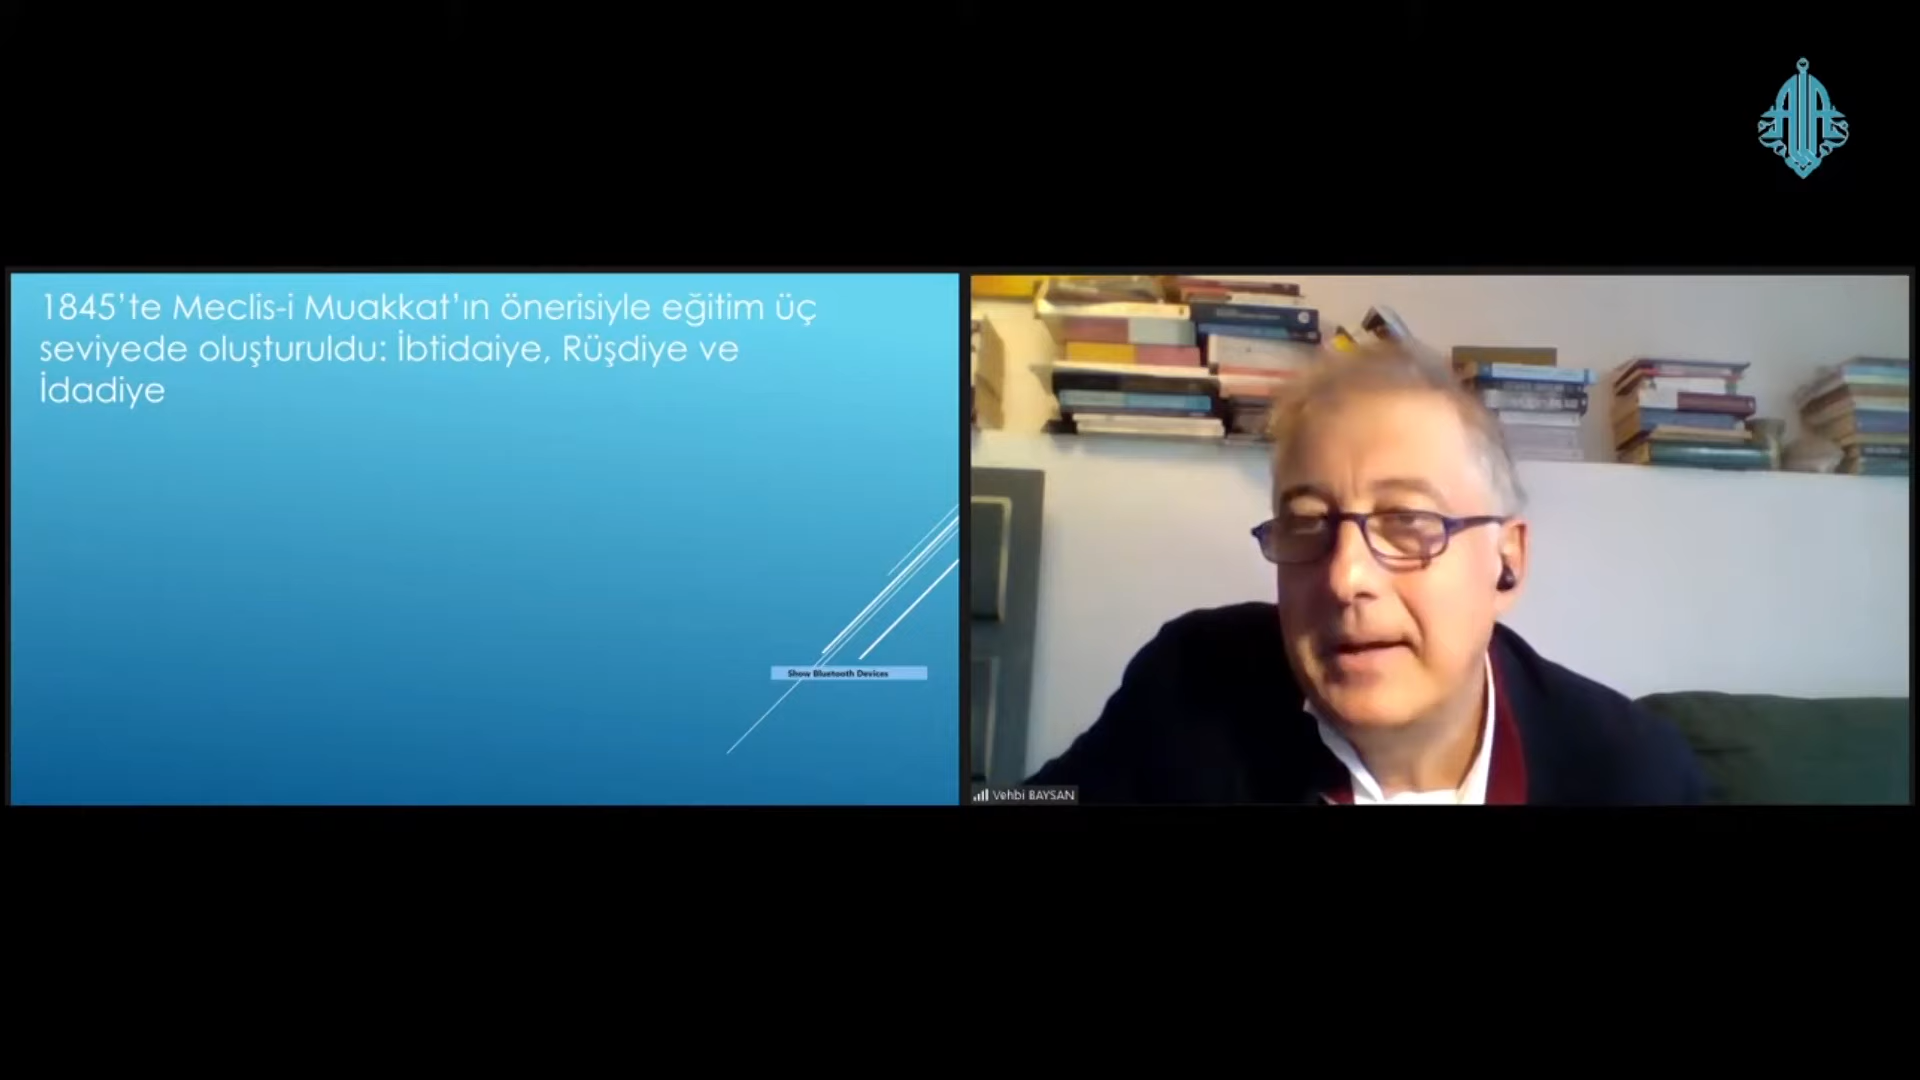 1845’te Meclis-i Muakkat’ın önerisiyle eğitim üç
seviyede oluşturuldu: İbtidaiye, Rüşdiye ve
İdadiye
Show Bluetooth Devices
Vehbi BAYSAN